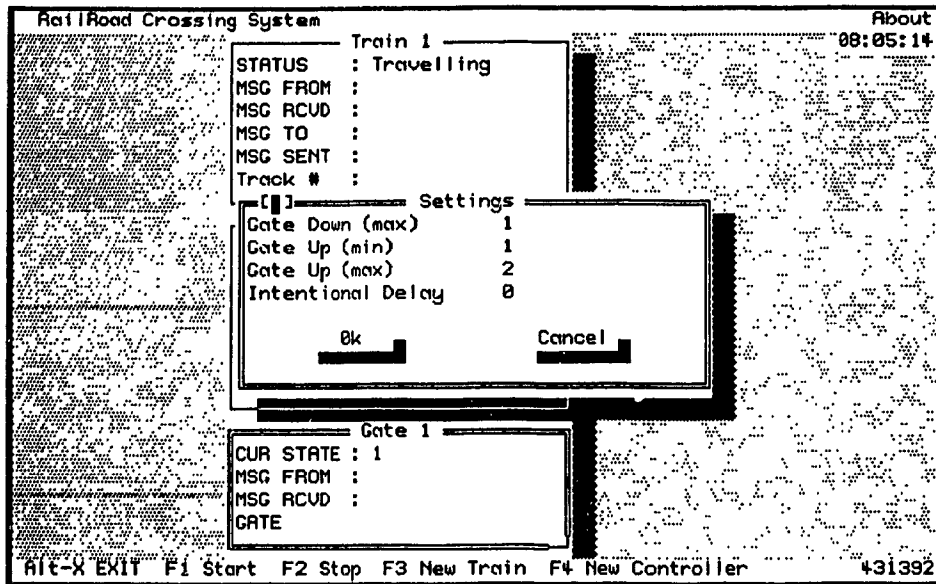 RailRoad Crossing System About
08:05:14
Train 1
STATUS : Travelling
MSG FROM :
MSG RCVD :
MSG TO :
MSG SENT :
Track # :
Settings
Gate Down (max) 1
Gate Up (min) 1
Gate Up (max) 2
Intentional Delay 0
Ok Cancel
Gate 1
CUR STATE : 1
MSG FROM :
MSG RCVD :
GATE
Alt-X EXIT F1 Start F2 Stop F3 New Train F4 New Controller 431392